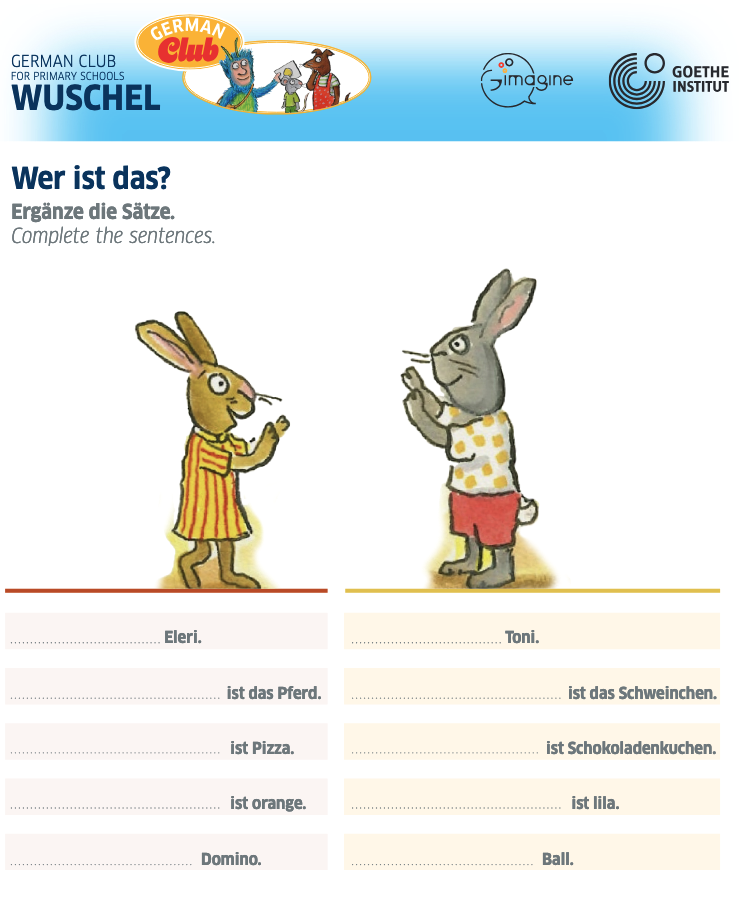 GERMAN
Club
GERMAN CLUB
FOR PRIMARY SCHOOLS
WUSCHEL
Gimagine
GOETHE
INSTITUT
Wer ist das?
Ergänze die Sätze.
Complete the sentences.
.................................... Eleri.
.................................... ist das Pferd.
.................................... ist Pizza.
.................................... ist orange.
.................................... Domino.
.................................... Toni.
.................................... ist das Schweinchen.
.................................... ist Schokoladenkuchen.
.................................... ist lila.
.................................... Ball.